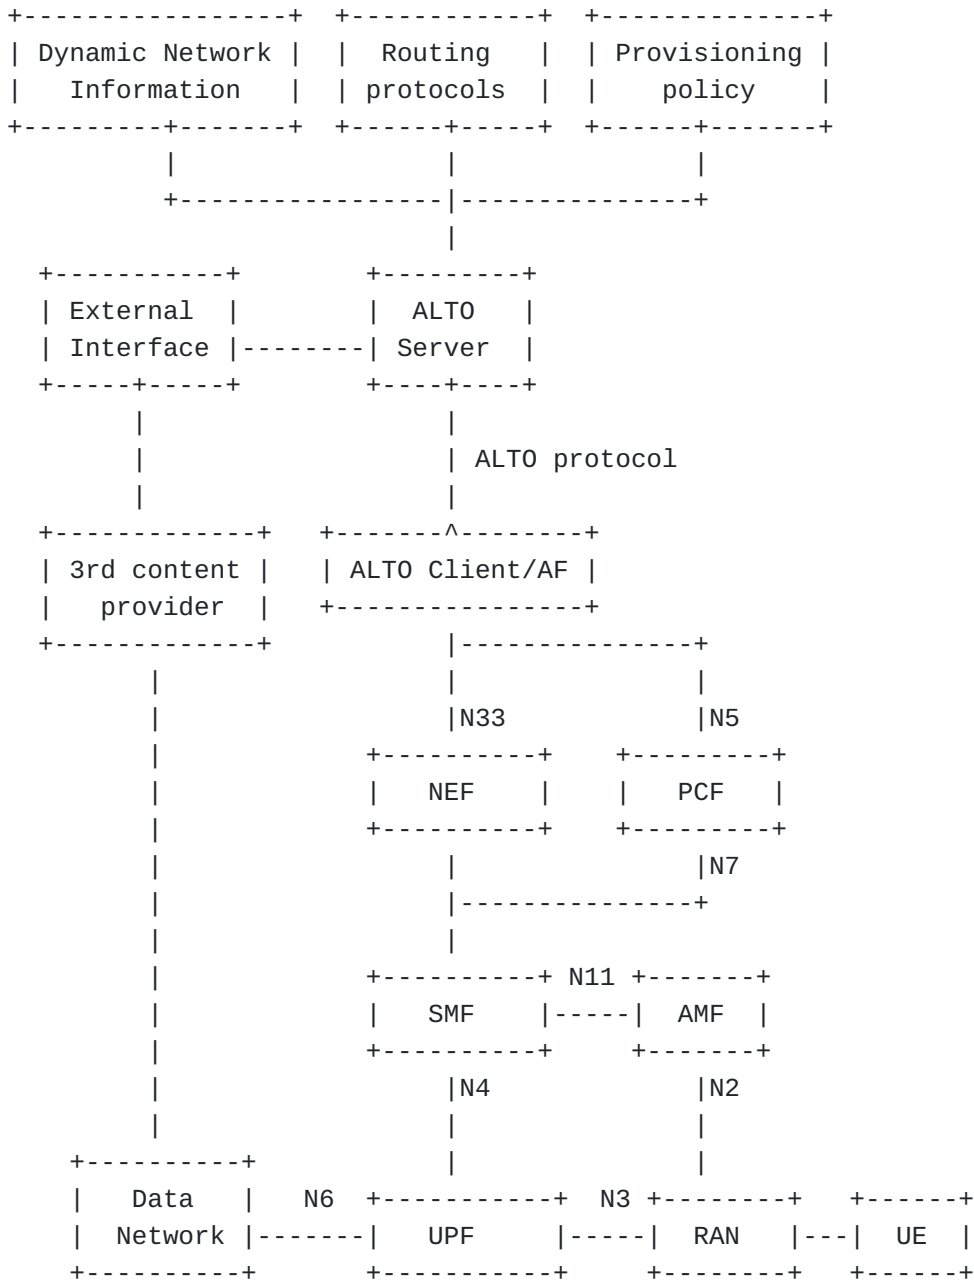 Dynamic Network Routing Provisioning
Information protocols policy
External ALTO
Interface Server
ALTO protocol
3rd content ALTO Client/AF
provider
N33 N5
NEF PCF
N7
N11
SMF AMF
N4 N2
Data N6 N3
Network UPF RAN UE